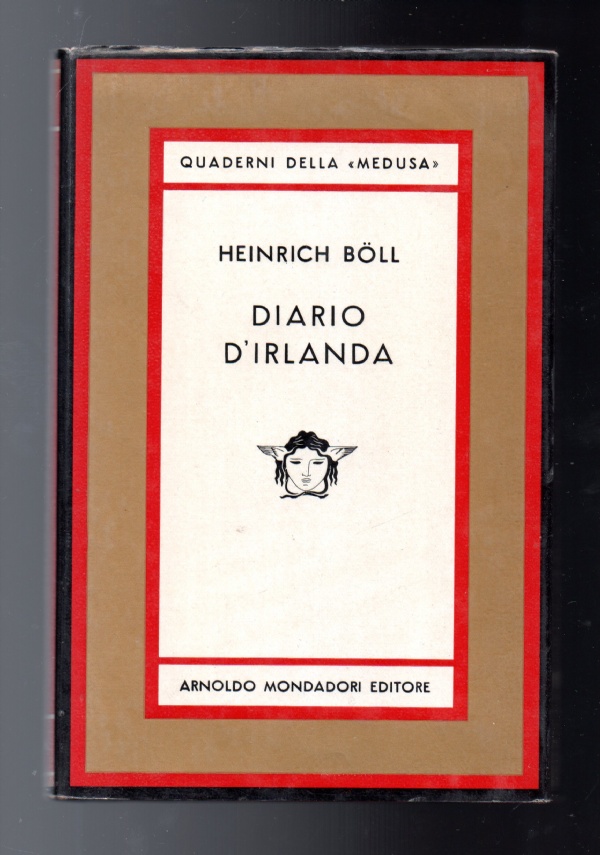 QUADERNI DELLA «MEDUSA»
HEINRICH BÖLL
DIARIO
D'IRLANDA
ARNOLDO MONDADORI EDITORE